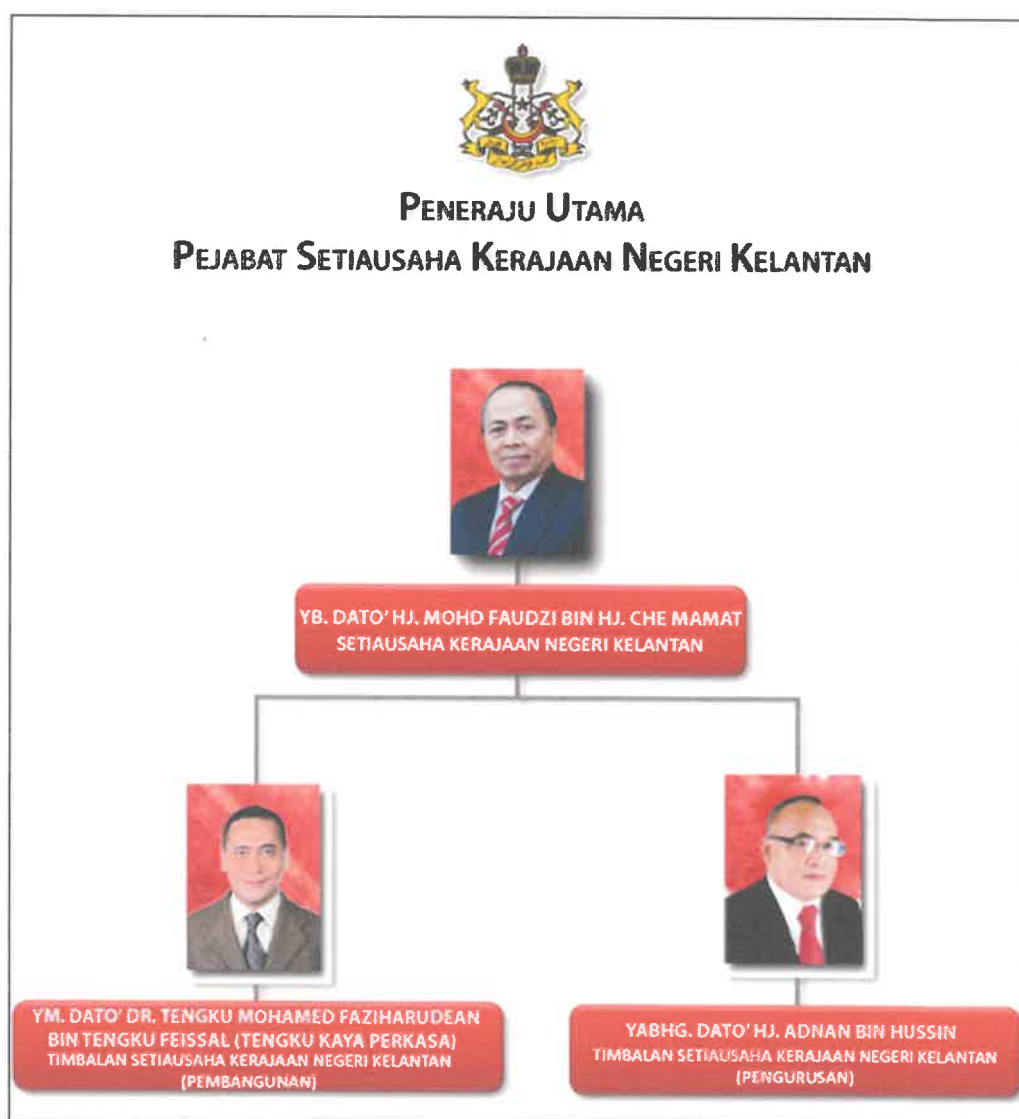 PENERAJU UTAMA
PEJABAT SETIAUSAHA KERAJAAN NEGERI KELANTAN
YB. DATO' HJ. MOHD FAUDZI BIN HJ. CHE MAMAT
SETIAUSAHA KERAJAAN NEGERI KELANTAN
YM. DATO' DR. TENGKU MOHAMED FAZIHARUDEAN
BIN TENGKU FEISSAL (TENGKU KAYA PERKASA)
TIMBALAN SETIAUSAHA KERAJAAN NEGERI KELANTAN
(PEMBANGUNAN)
YABHG. DATO' HJ. ADNAN BIN HUSSIN
TIMBALAN SETIAUSAHA KERAJAAN NEGERI KELANTAN
(PENGURUSAN)